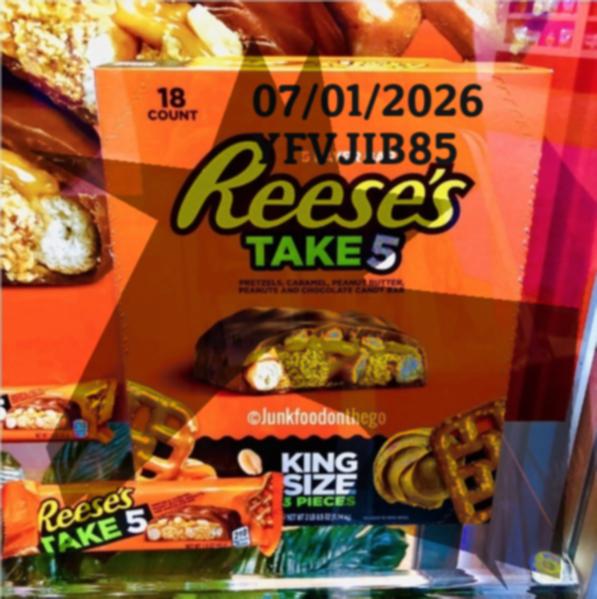 18
COUNT
07/01/2026
XFVJIB85
Reese's
TAKE 5
PRETZELS, CARAMEL, PEANUT BUTTER,
PEANUTS AND CHOCOLATE CANDY BAR
©Junkfoodonthego
KING
SIZE
3 PIECES
Reese's
TAKE 5